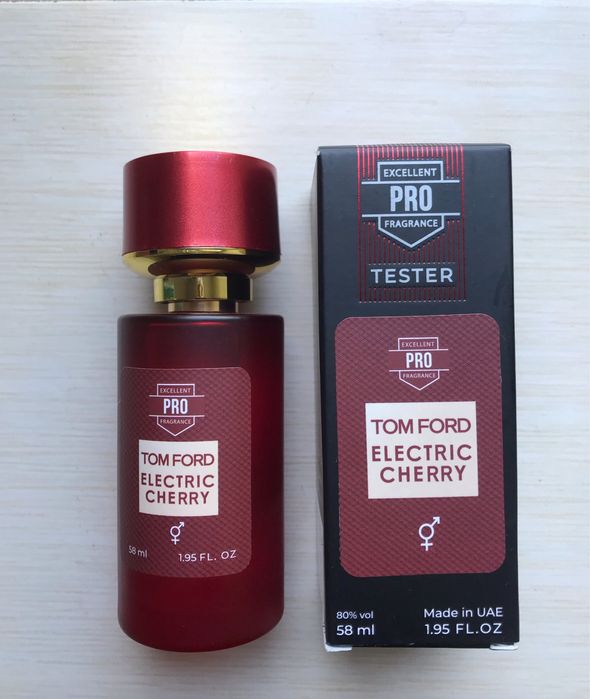 EXCELLENT
PRO
FRAGRANCE
TOM FORD
ELECTRIC
CHERRY
58 ml 1.95 FL. OZ
EXCELLENT
PRO
FRAGRANCE
TESTER
EXCELLENT
PRO
FRAGRANCE
TOM FORD
ELECTRIC
CHERRY
80% vol Made in UAE
58 ml 1.95 FL.OZ